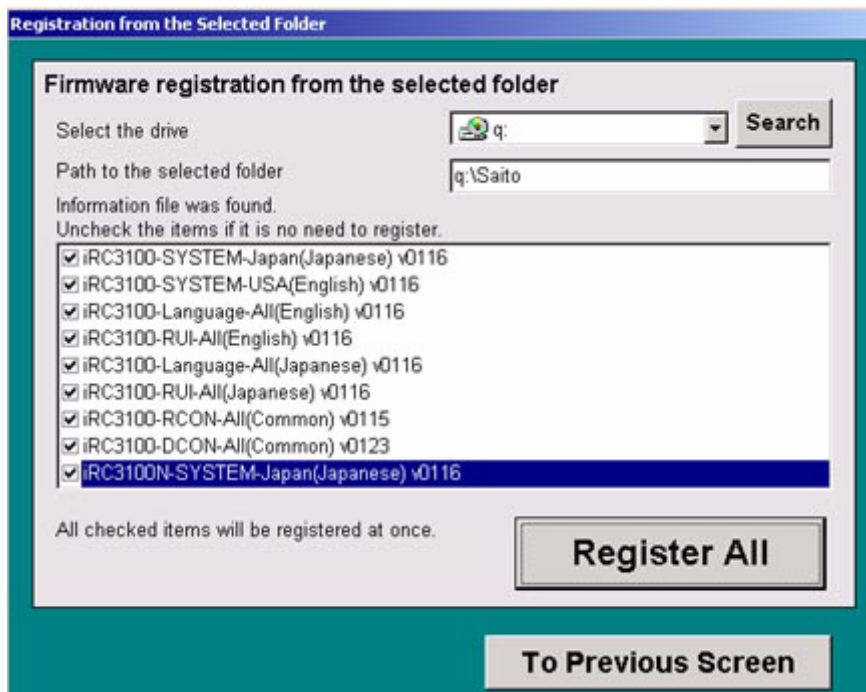 Registration from the Selected Folder
Firmware registration from the selected folder
Select the drive
q:
Search
Path to the selected folder
q:\Saito
Information file was found.
Uncheck the items if it is no need to register.
iRC3100-SYSTEM-Japan(Japanese) v0116
iRC3100-SYSTEM-USA(English) v0116
iRC3100-Language-All(English) v0116
iRC3100-RUI-All(English) v0116
iRC3100-Language-All(Japanese) v0116
iRC3100-RUI-All(Japanese) v0116
iRC3100-RCON-All(Common) v0115
iRC3100-DCON-All(Common) v0123
iRC3100N-SYSTEM-Japan(Japanese) v0116
All checked items will be registered at once.
Register All
To Previous Screen